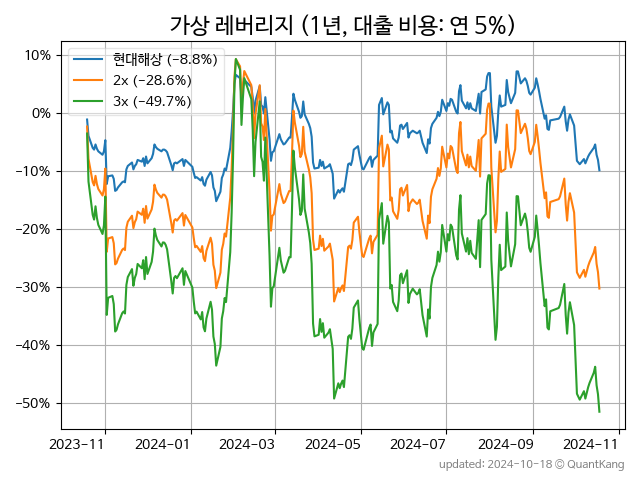 가상 레버리지 (1년, 대출 비용: 연 5%)
현대해상 (−8.8%)
2x (−28.6%)
3x (−49.7%)
10%
0%
−10%
−20%
−30%
−40%
−50%
2023-11
2024-01
2024-03
2024-05
2024-07
2024-09
2024-11
updated: 2024-10-18 ⓒ QuantKang